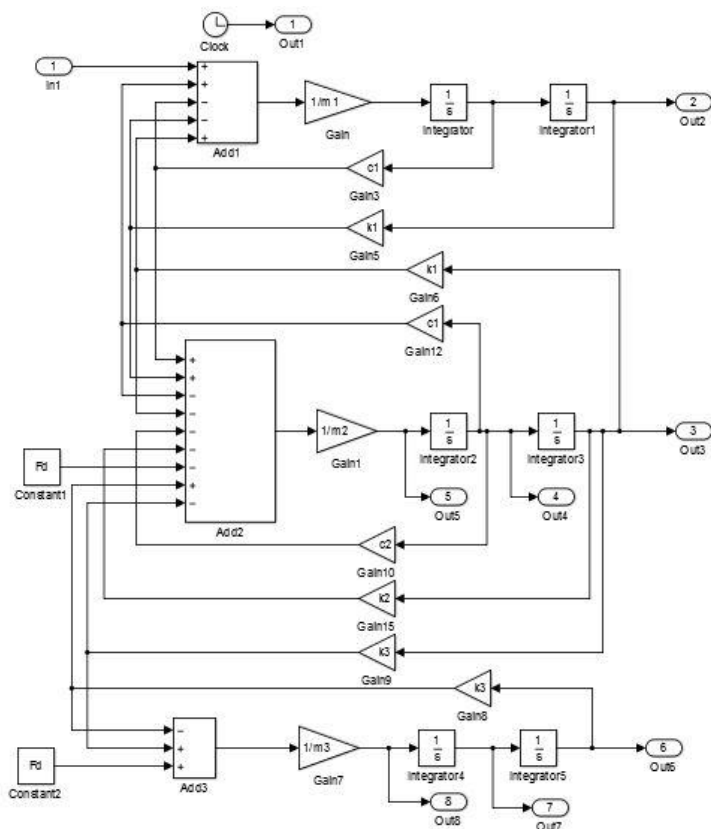 1
Clock
Out1
1
In1
+
+
−
−
+
Add1
1/m 1
Gain
1
s
Integrator
1
s
Integrator1
2
Out2
c1
Gain3
k1
Gain5
k1
Gain6
c1
Gain12
+
+
−
−
−
−
−
+
−
Add2
1/m2
Gain1
1
s
Integrator2
1
s
Integrator3
3
Out3
Fd
Constant1
5
Out5
4
Out4
c2
Gain10
k2
Gain15
k3
Gain9
k3
Gain8
−
+
+
Add3
1/m3
Gain7
1
s
Integrator4
1
s
Integrator5
6
Out6
Fd
Constant2
8
Out8
7
Out7